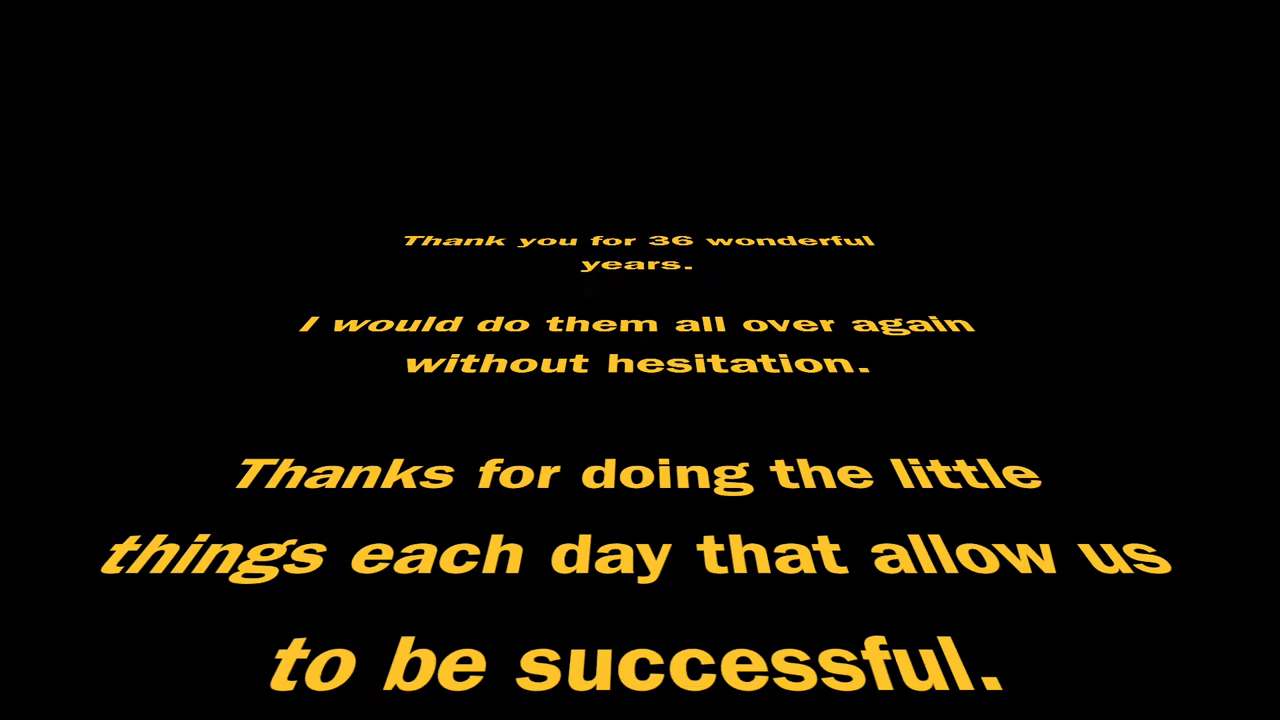 Thank you for 36 wonderful
years.
I would do them all over again
without hesitation.
Thanks for doing the little
things each day that allow us
to be successful.